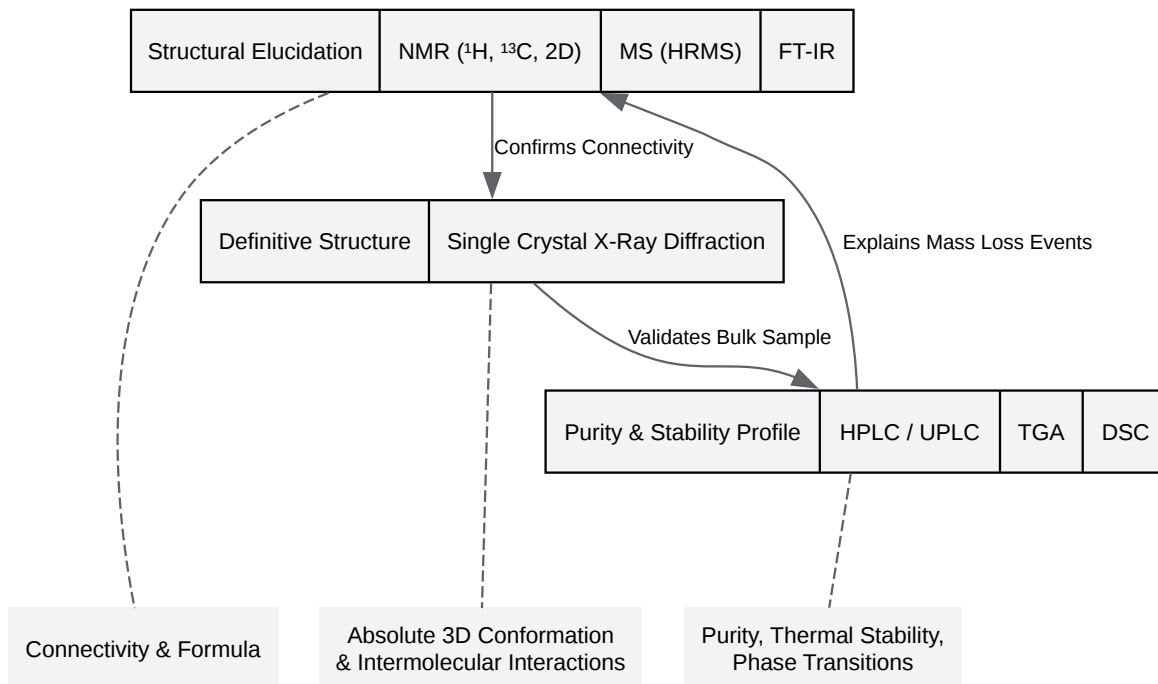 Structural Elucidation
NMR (¹H, ¹³C, 2D)
MS (HRMS)
FT-IR
Confirms Connectivity
Definitive Structure
Single Crystal X-Ray Diffraction
Explains Mass Loss Events
Validates Bulk Sample
Purity & Stability Profile
HPLC / UPLC
TGA
DSC
Connectivity & Formula
Absolute 3D Conformation
& Intermolecular Interactions
Purity, Thermal Stability,
Phase Transitions